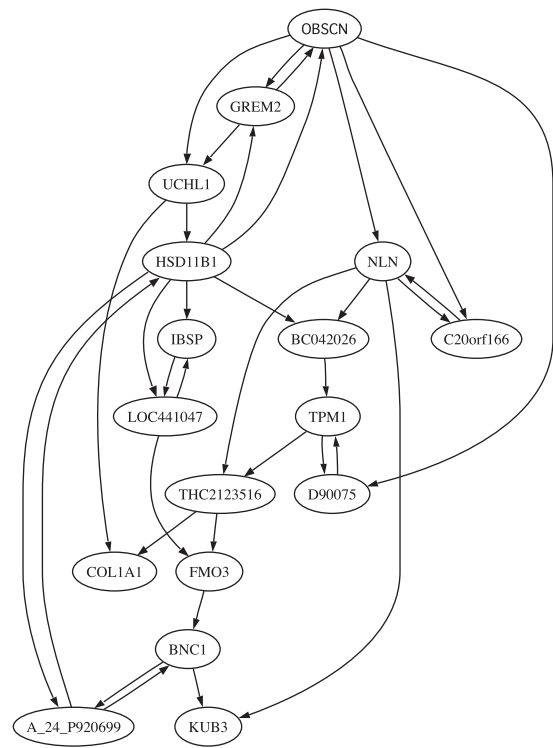 OBSCN
GREM2
UCHL1
HSD11B1
NLN
IBSP
BC042026
C20orf166
LOC441047
TPM1
THC2123516
D90075
COL1A1
FMO3
BNC1
A_24_P920699
KUB3